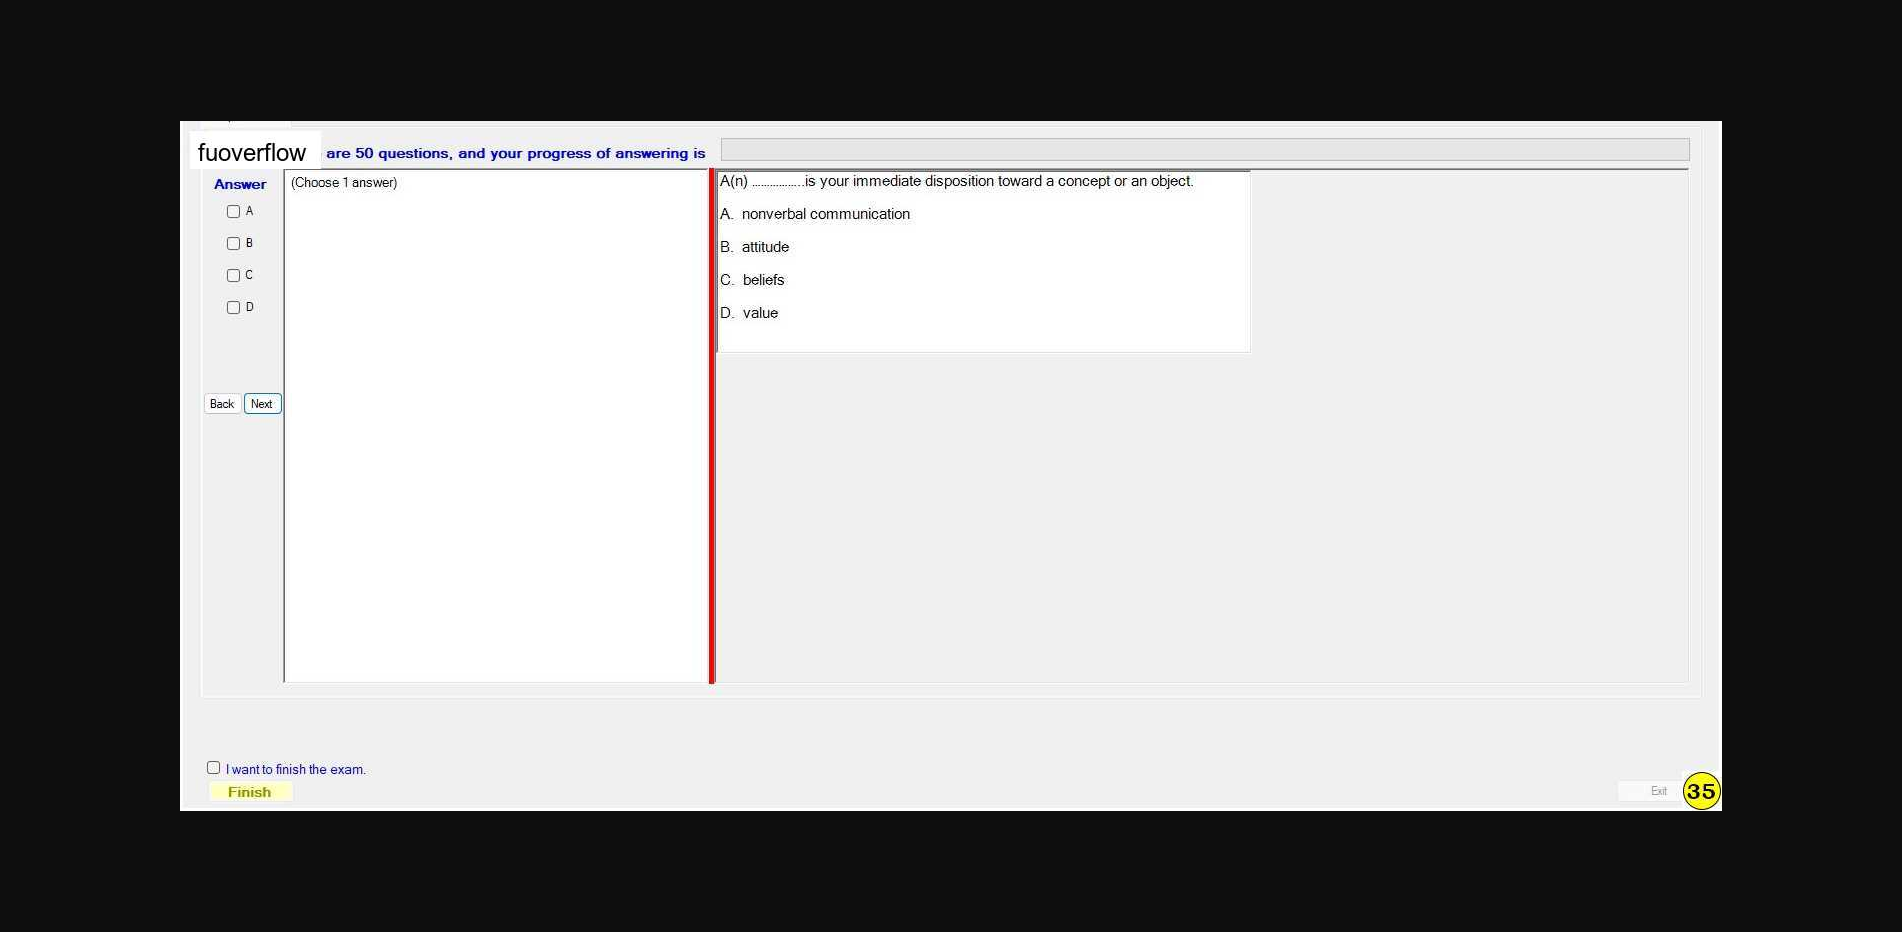 fuoverflow are 50 questions, and your progress of answering is
Answer
A
B
C
D
Back Next
(Choose 1 answer)
A(n) ................is your immediate disposition toward a concept or an object.
A. nonverbal communication
B. attitude
C. beliefs
D. value
I want to finish the exam.
Finish
Exit 35